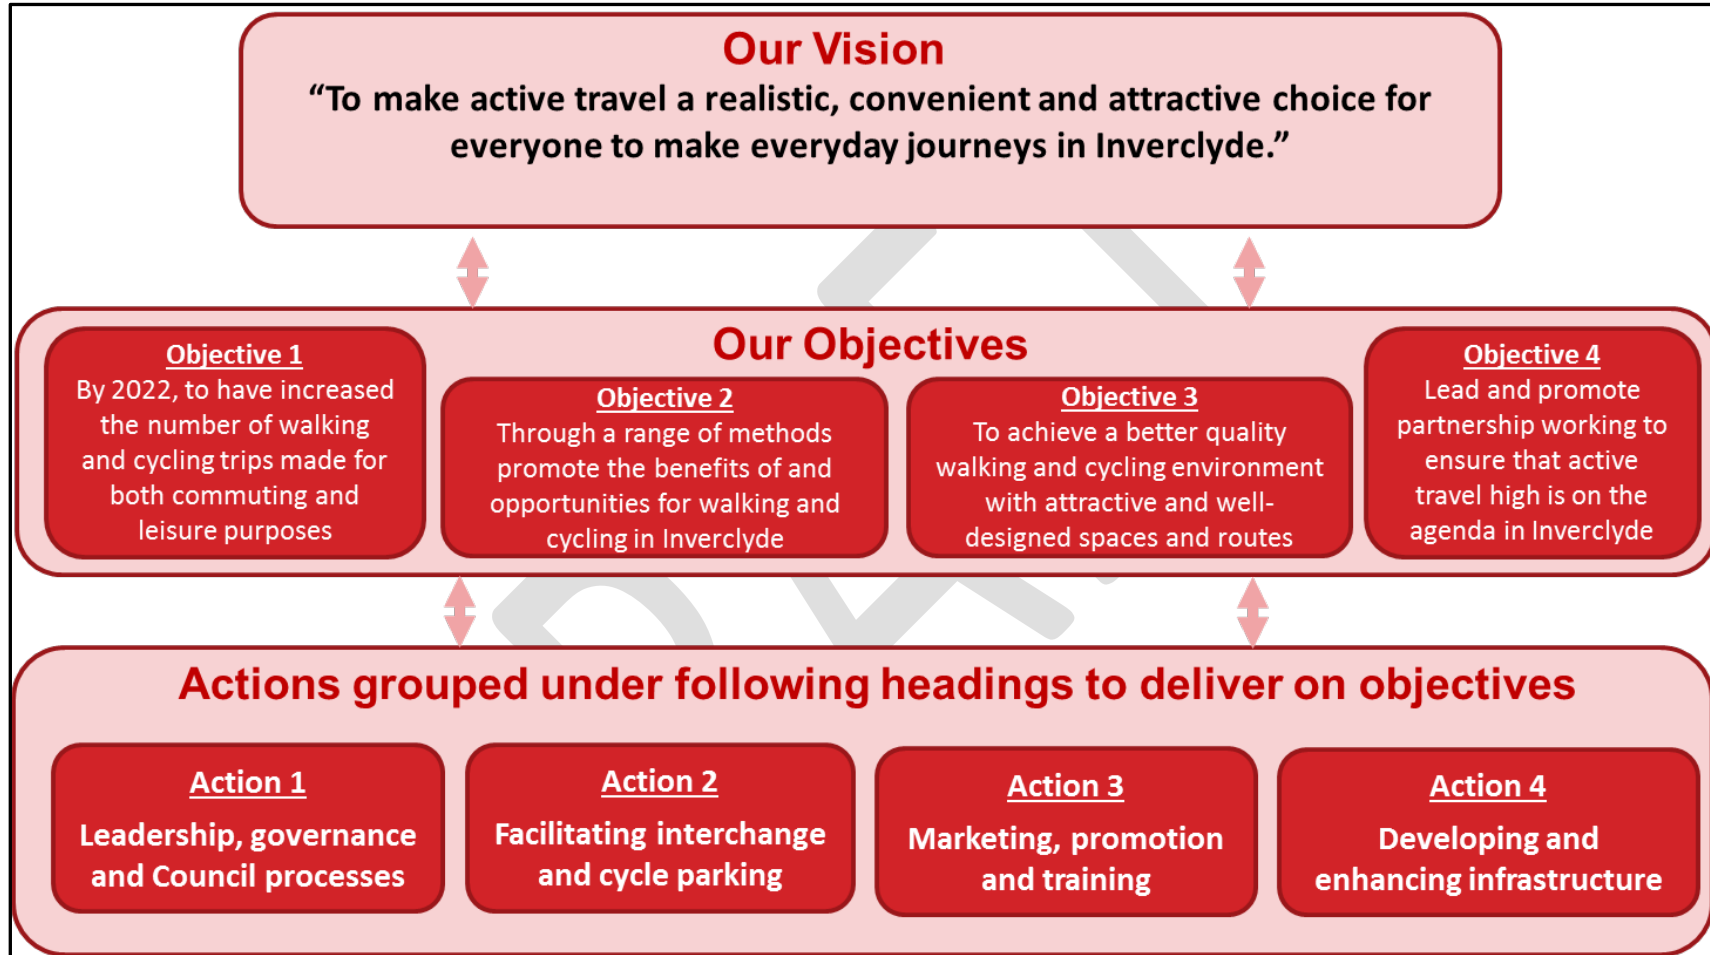 Our Vision
“To make active travel a realistic, convenient and attractive choice for
everyone to make everyday journeys in Inverclyde.”
Our Objectives
Objective 1
By 2022, to have increased
the number of walking
and cycling trips made for
both commuting and
leisure purposes
Objective 2
Through a range of methods
promote the benefits of and
opportunities for walking and
cycling in Inverclyde
Objective 3
To achieve a better quality
walking and cycling environment
with attractive and well-
designed spaces and routes
Objective 4
Lead and promote
partnership working to
ensure that active
travel high is on the
agenda in Inverclyde
Actions grouped under following headings to deliver on objectives
Action 1
Leadership, governance
and Council processes
Action 2
Facilitating interchange
and cycle parking
Action 3
Marketing, promotion
and training
Action 4
Developing and
enhancing infrastructure